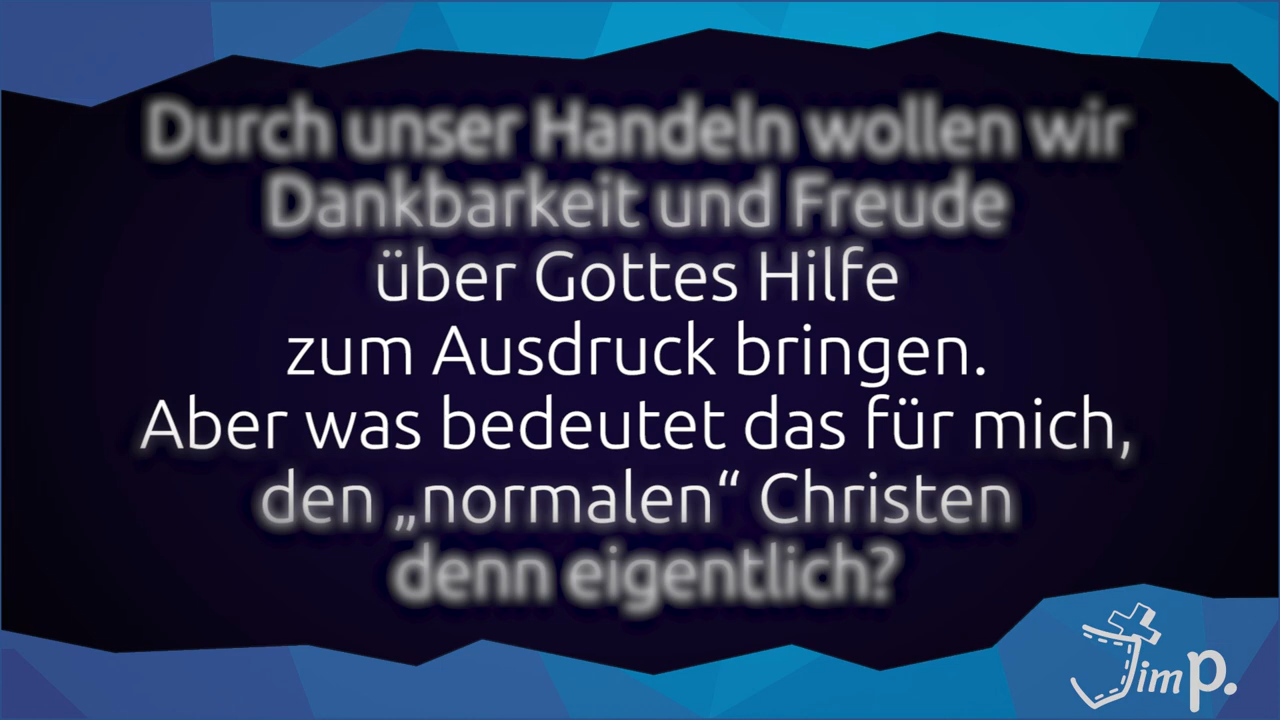 Durch unser Handeln wollen wir
Dankbarkeit und Freude
über Gottes Hilfe
zum Ausdruck bringen.
Aber was bedeutet das für mich,
den „normalen“ Christen
denn eigentlich?
Jim P.